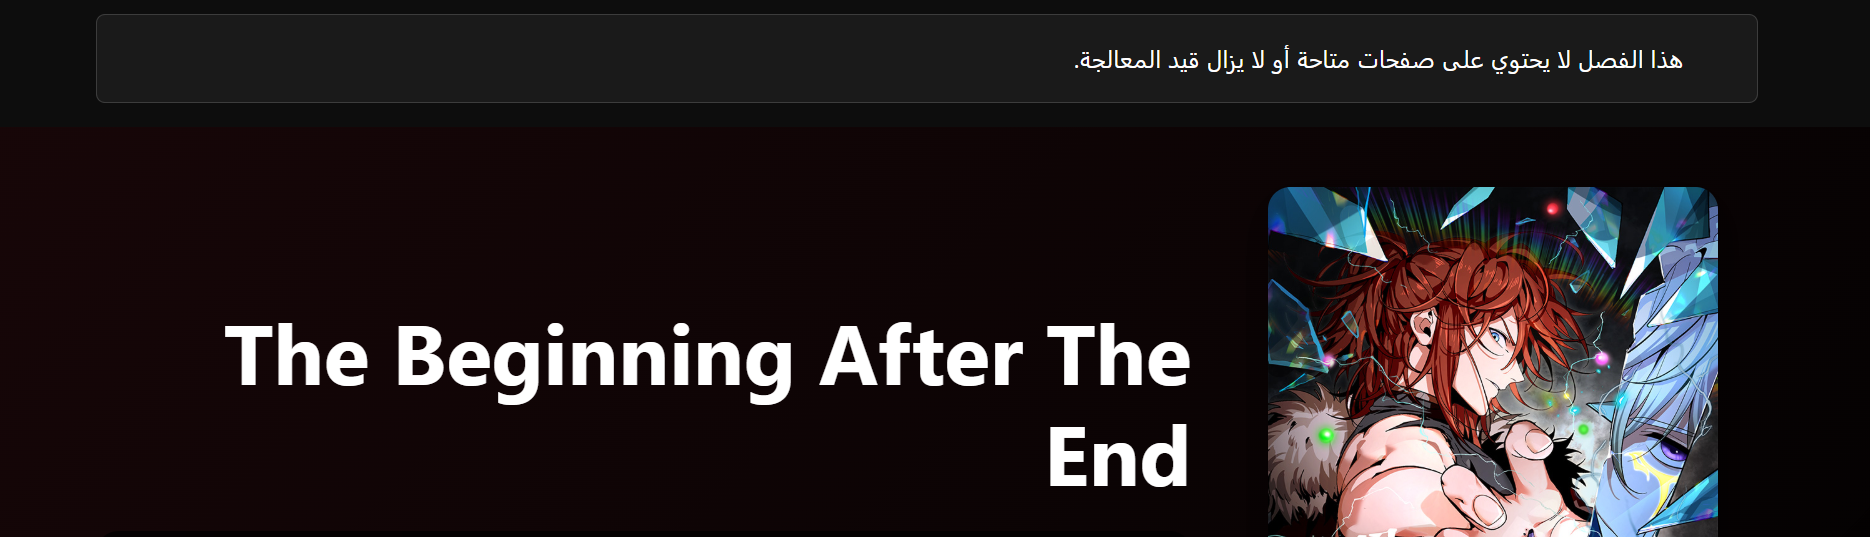 هذا الفصل لا يحتوي على صفحات متاحة أو لا يزال قيد المعالجة.
The Beginning After The
End